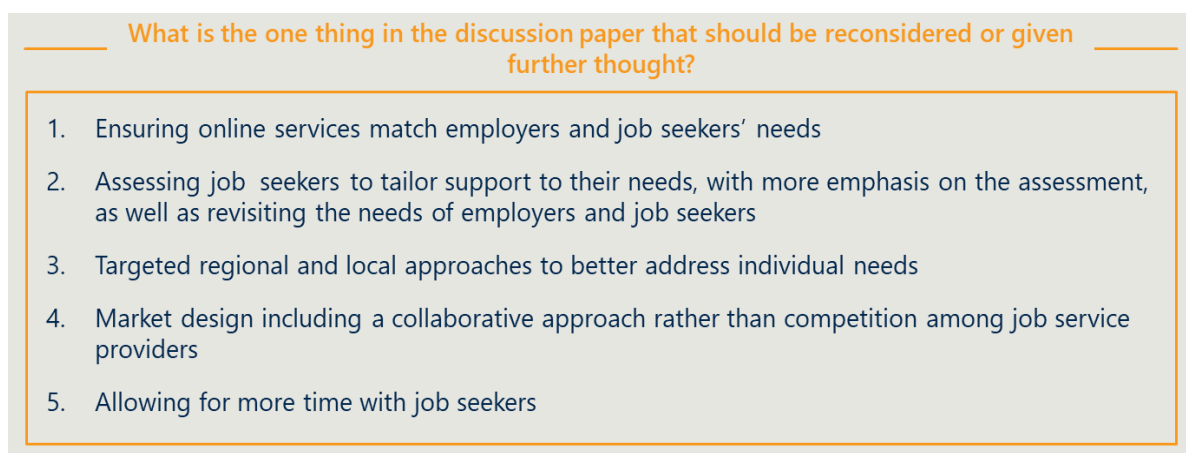 What is the one thing in the discussion paper that should be reconsidered or given
further thought?
1. Ensuring online services match employers and job seekers’ needs
2. Assessing job seekers to tailor support to their needs, with more emphasis on the assessment,
as well as revisiting the needs of employers and job seekers
3. Targeted regional and local approaches to better address individual needs
4. Market design including a collaborative approach rather than competition among job service
providers
5. Allowing for more time with job seekers